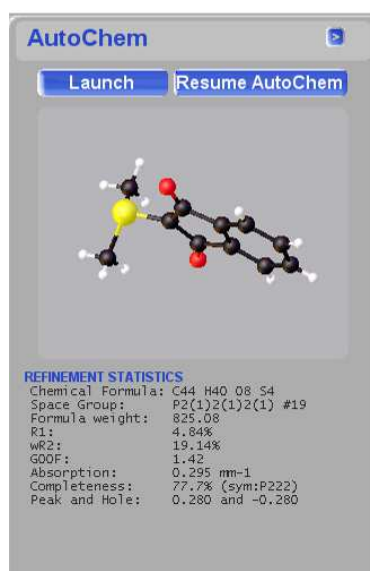 AutoChem
Launch Resume AutoChem
REFINEMENT STATISTICS
Chemical Formula: C44 H40 O8 S4
Space Group: P2(1)2(1)2(1) #19
Formula weight: 825.08
R1: 4.84%
wR2: 19.14%
GOOF: 1.42
Absorption: 0.295 mm-1
Completeness: 77.7% (sym:P222)
Peak and Hole: 0.280 and -0.280